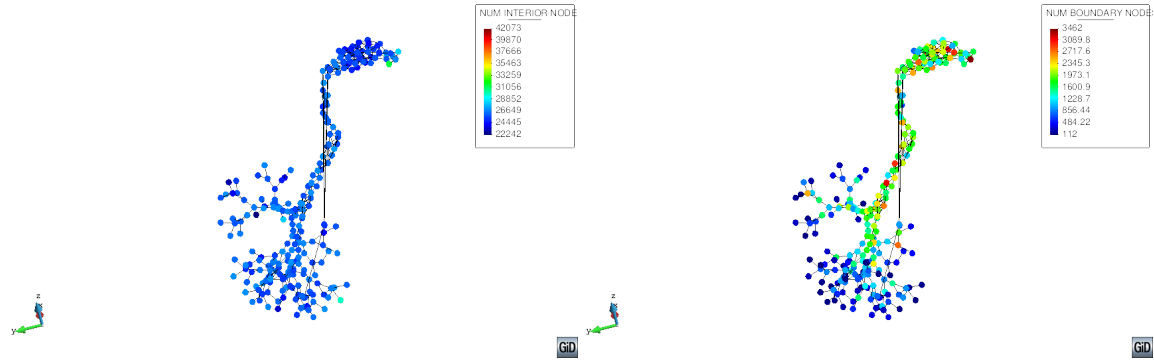 NUM INTERIOR NODE
42073
39870
37666
35463
33259
31056
28852
26649
24445
22242
z
x
y
GiD
NUM BOUNDARY NODES
3462
3089.8
2717.6
2345.3
1973.1
1600.9
1228.7
856.44
484.22
112
z
x
y
GiD